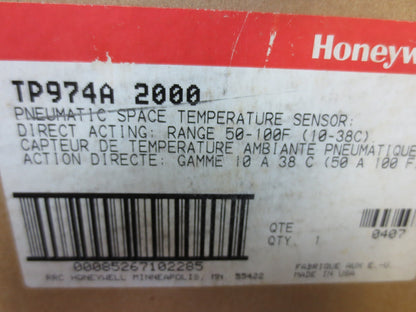 Honeyw
TP974A 2000
PNEUMATIC SPACE TEMPERATURE SENSOR:
DIRECT ACTING: RANGE 50-100F (10-38C)
CAPTEUR DE TEMPERATURE AMBIANTE PNEUMATIQUE
ACTION DIRECTE: GAMME 10 A 38 C (50 A 100 F
QTE
QTY. 1
0407
00085267102285
RRC HONEYWELL MINNEAPOLIS, MN. 55422
FABRIQUE AUX E.-U.
MADE IN USA